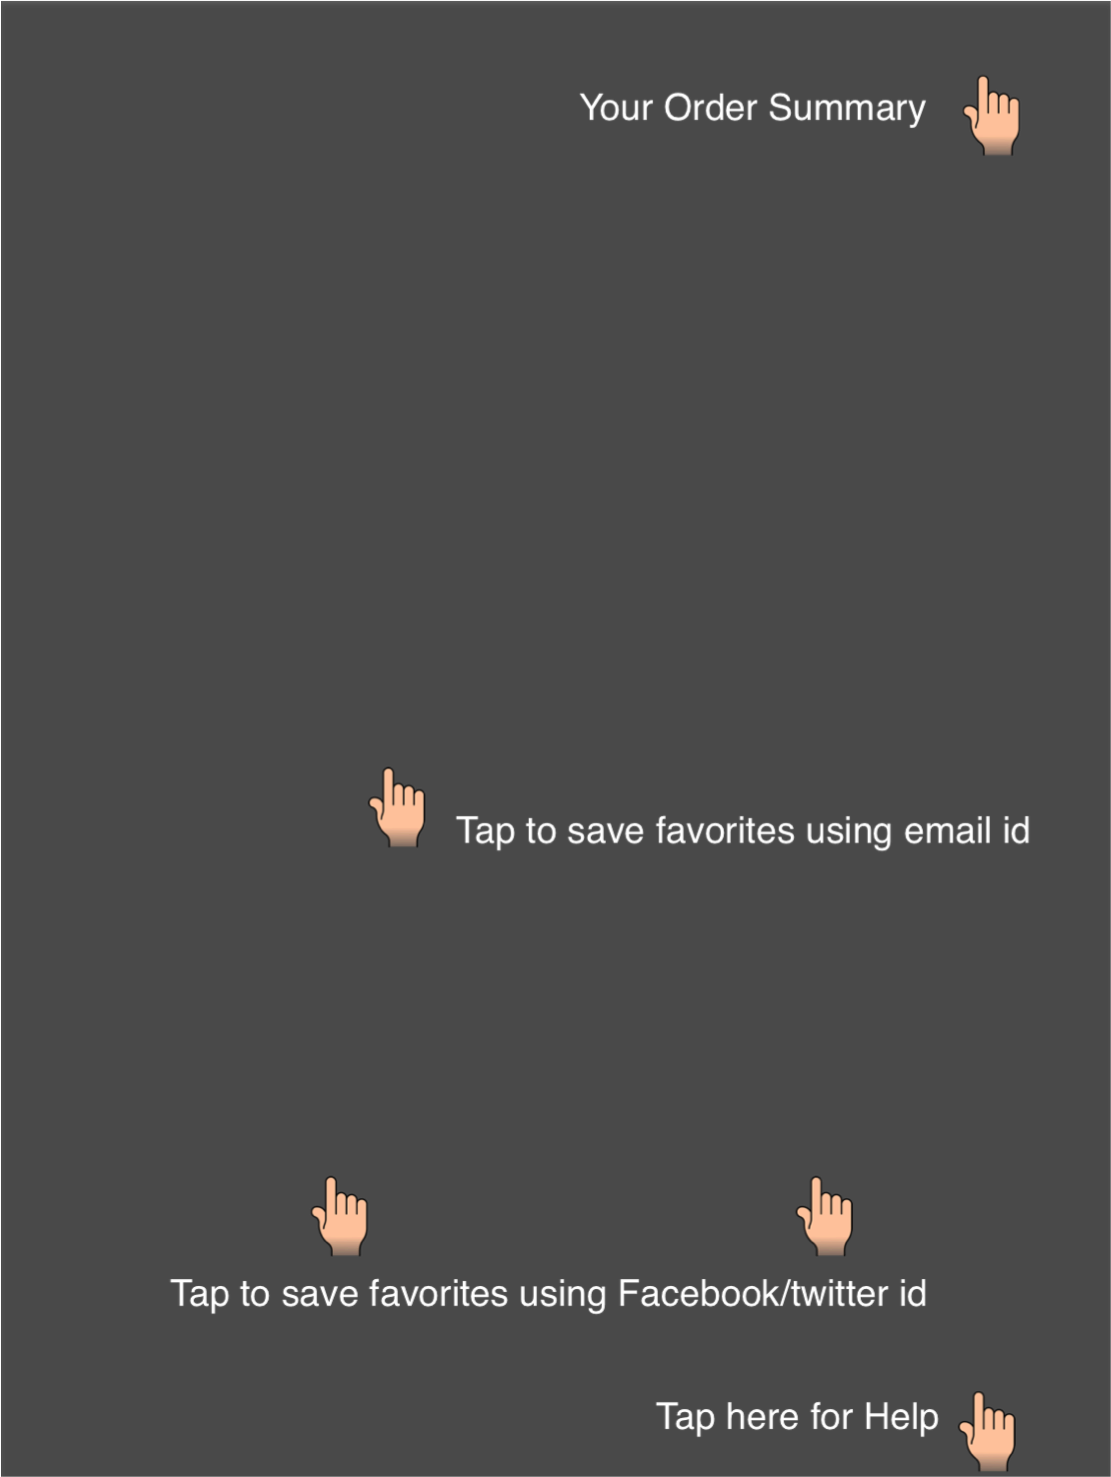 Your Order Summary
Tap to save favorites using email id
Tap to save favorites using Facebook/twitter id
Tap here for Help